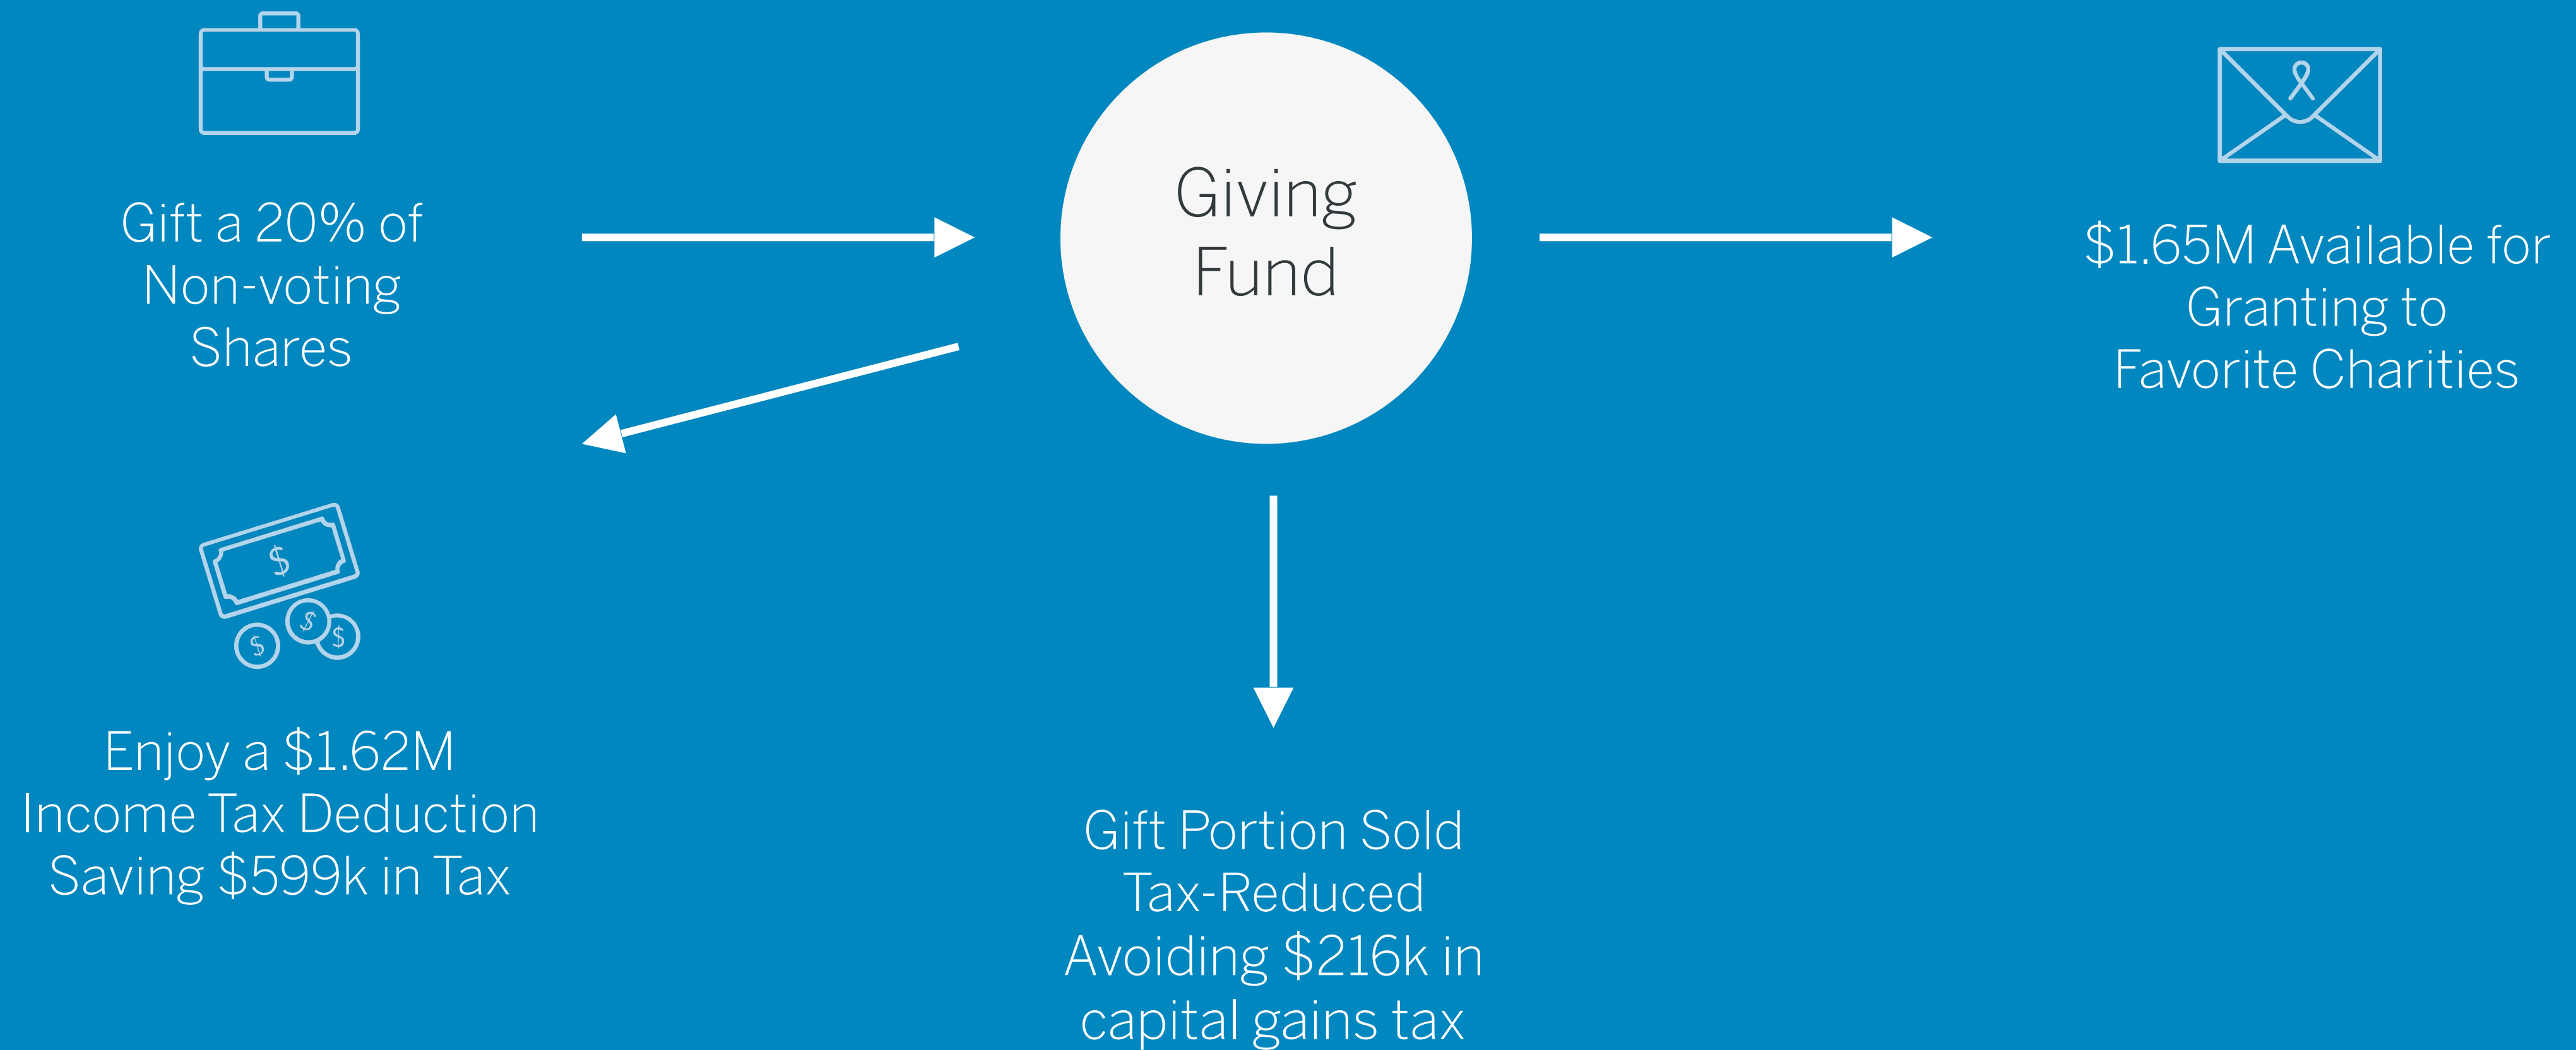 Gift a 20% of
Non-voting
Shares
Giving
Fund
$1.65M Available for
Granting to
Favorite Charities
Enjoy a $1.62M
Income Tax Deduction
Saving $599k in Tax
Gift Portion Sold
Tax-Reduced
Avoiding $216k in
capital gains tax
$
$
$
$